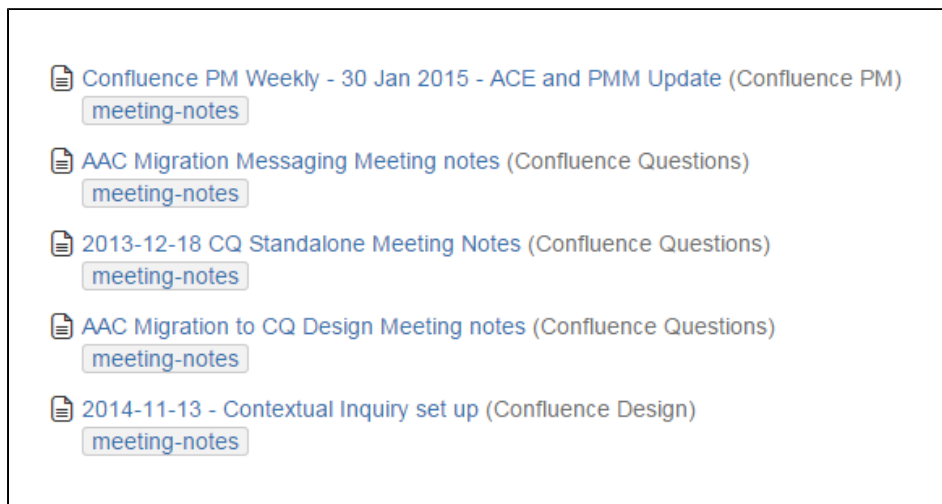 Confluence PM Weekly - 30 Jan 2015 - ACE and PMM Update (Confluence PM)
meeting-notes
AAC Migration Messaging Meeting notes (Confluence Questions)
meeting-notes
2013-12-18 CQ Standalone Meeting Notes (Confluence Questions)
meeting-notes
AAC Migration to CQ Design Meeting notes (Confluence Questions)
meeting-notes
2014-11-13 - Contextual Inquiry set up (Confluence Design)
meeting-notes